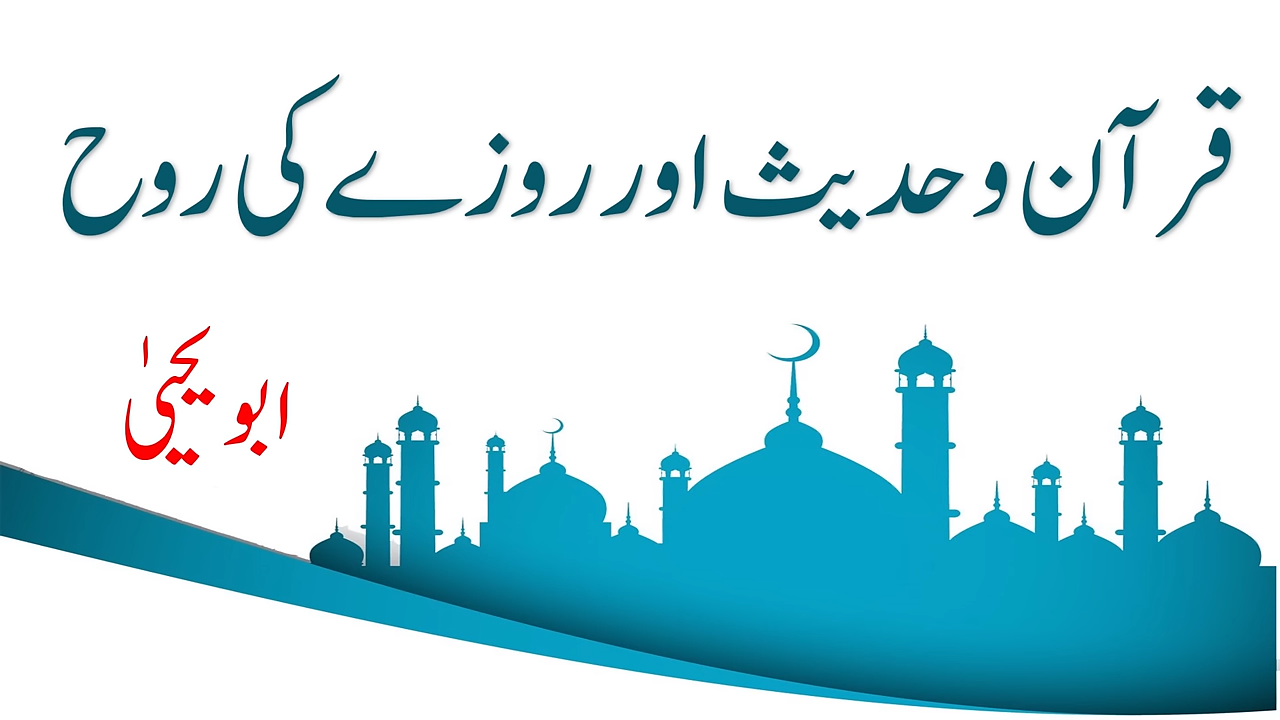 قرآن و حدیث اور روزے کی روح
ابو یحییٰ